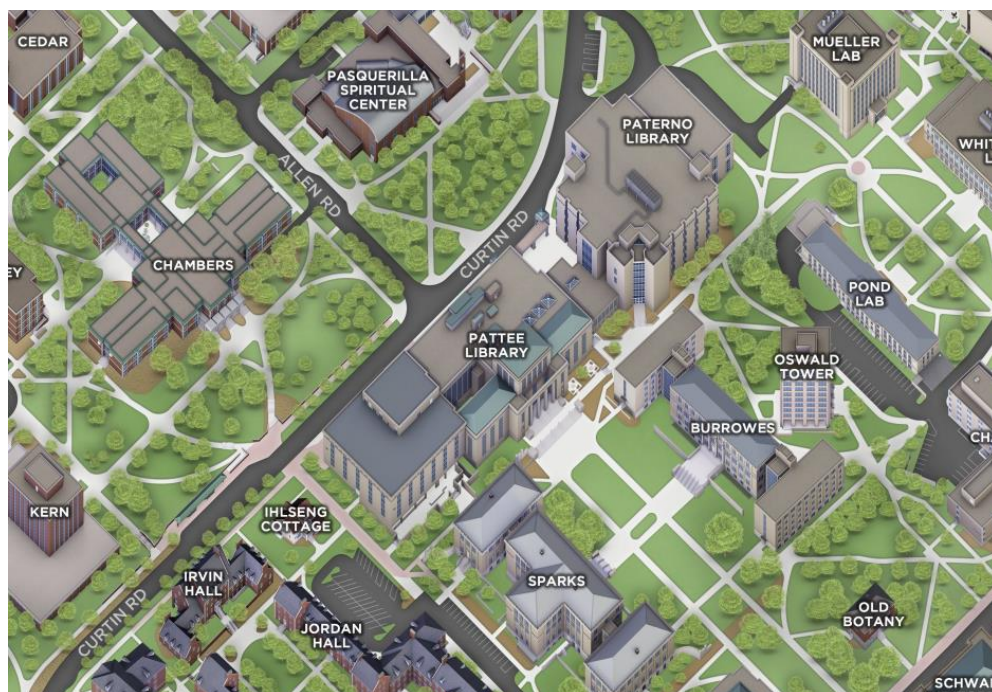 CEDAR
PASQUERILLA
SPIRITUAL
CENTER
MUELLER
LAB
PATERNO
LIBRARY
ALLEN RD
CURTIN RD
CHAMBERS
POND
LAB
PATTEE
LIBRARY
OSWALD
TOWER
BURROWES
KERN
IHLSENG
COTTAGE
IRVIN
HALL
SPARKS
JORDAN
HALL
OLD
BOTANY
CURTIN RD